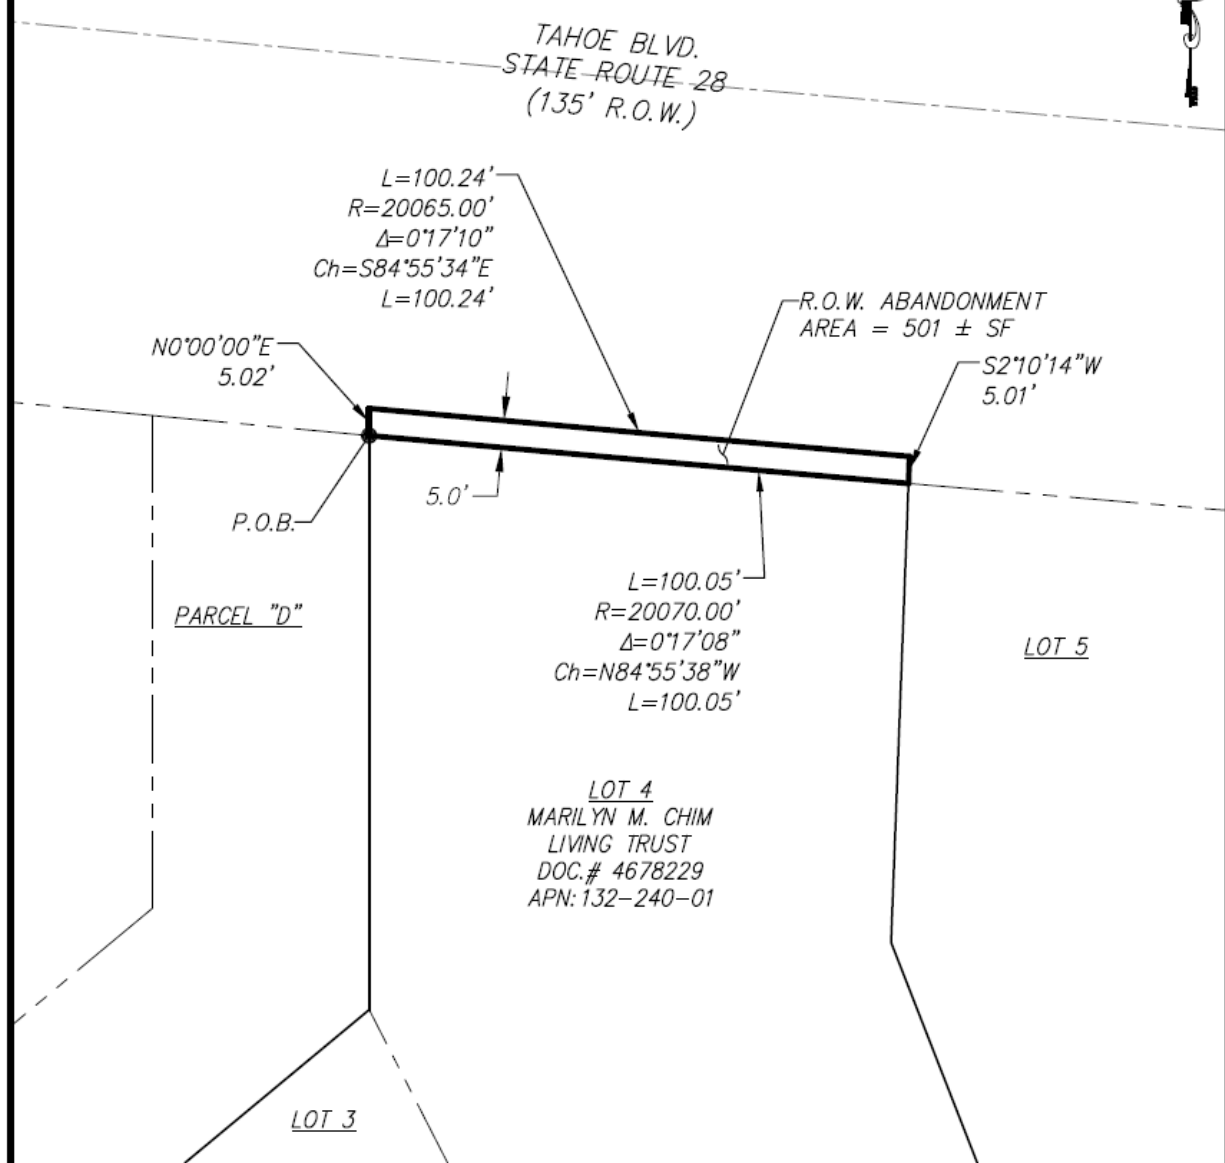 TAHOE BLVD.
STATE ROUTE 28
(135' R.O.W.)
L=100.24'
R=20065.00'
Δ=0°17'10"
Ch=S84°55'34"E
L=100.24'
R.O.W. ABANDONMENT
AREA = 501 ± SF
N0°00'00"E
5.02'
S2°10'14"W
5.01'
5.0'
P.O.B.
L=100.05'
R=20070.00'
Δ=0°17'08"
Ch=N84°55'38"W
L=100.05'
PARCEL "D"
LOT 5
LOT 4
MARILYN M. CHIM
LIVING TRUST
DOC.# 4678229
APN: 132-240-01
LOT 3